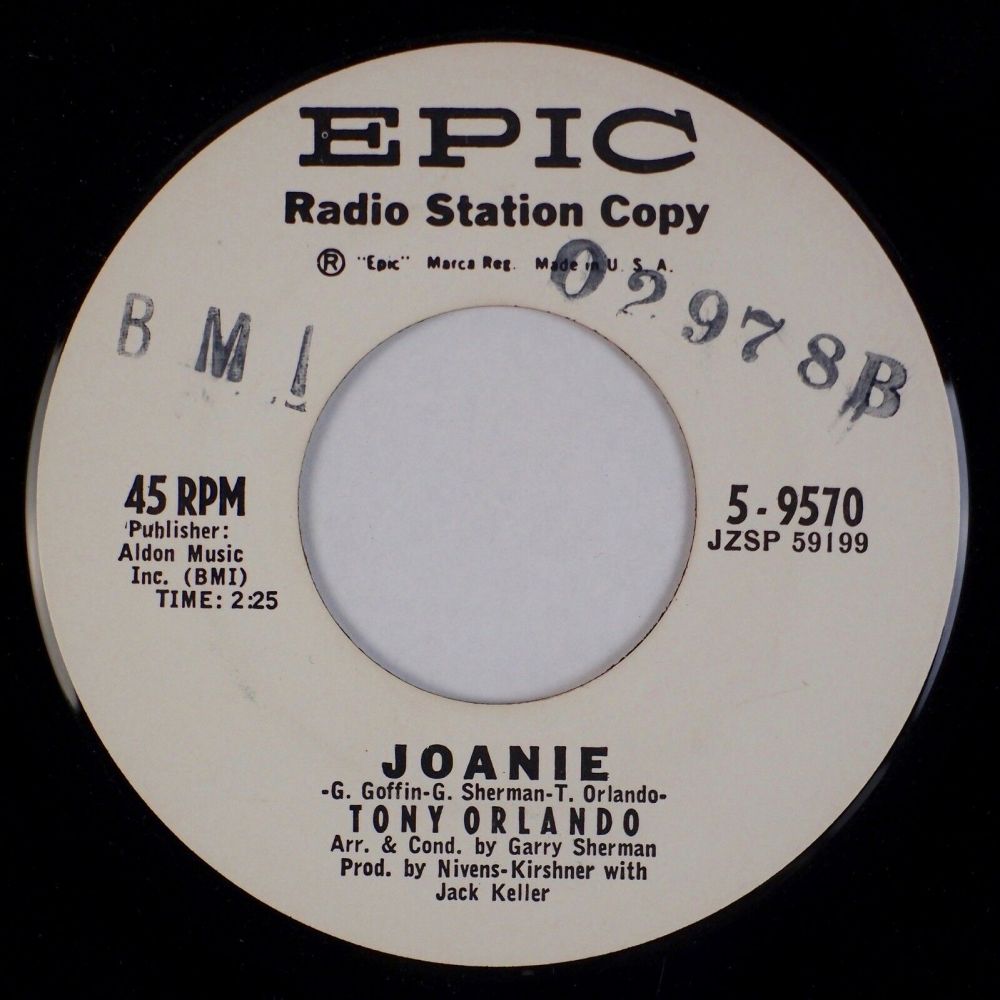 EPIC
Radio Station Copy
® "Epic" Marca Reg. Made in U. S. A.
BMI
02978B
45 RPM
Publisher:
Aldon Music
Inc. (BMI)
TIME: 2:25
5-9570
JZSP 59199
JOANIE
-G. Goffin-G. Sherman-T. Orlando-
TONY ORLANDO
Arr. & Cond. by Garry Sherman
Prod. by Nivens-Kirshner with
Jack Keller